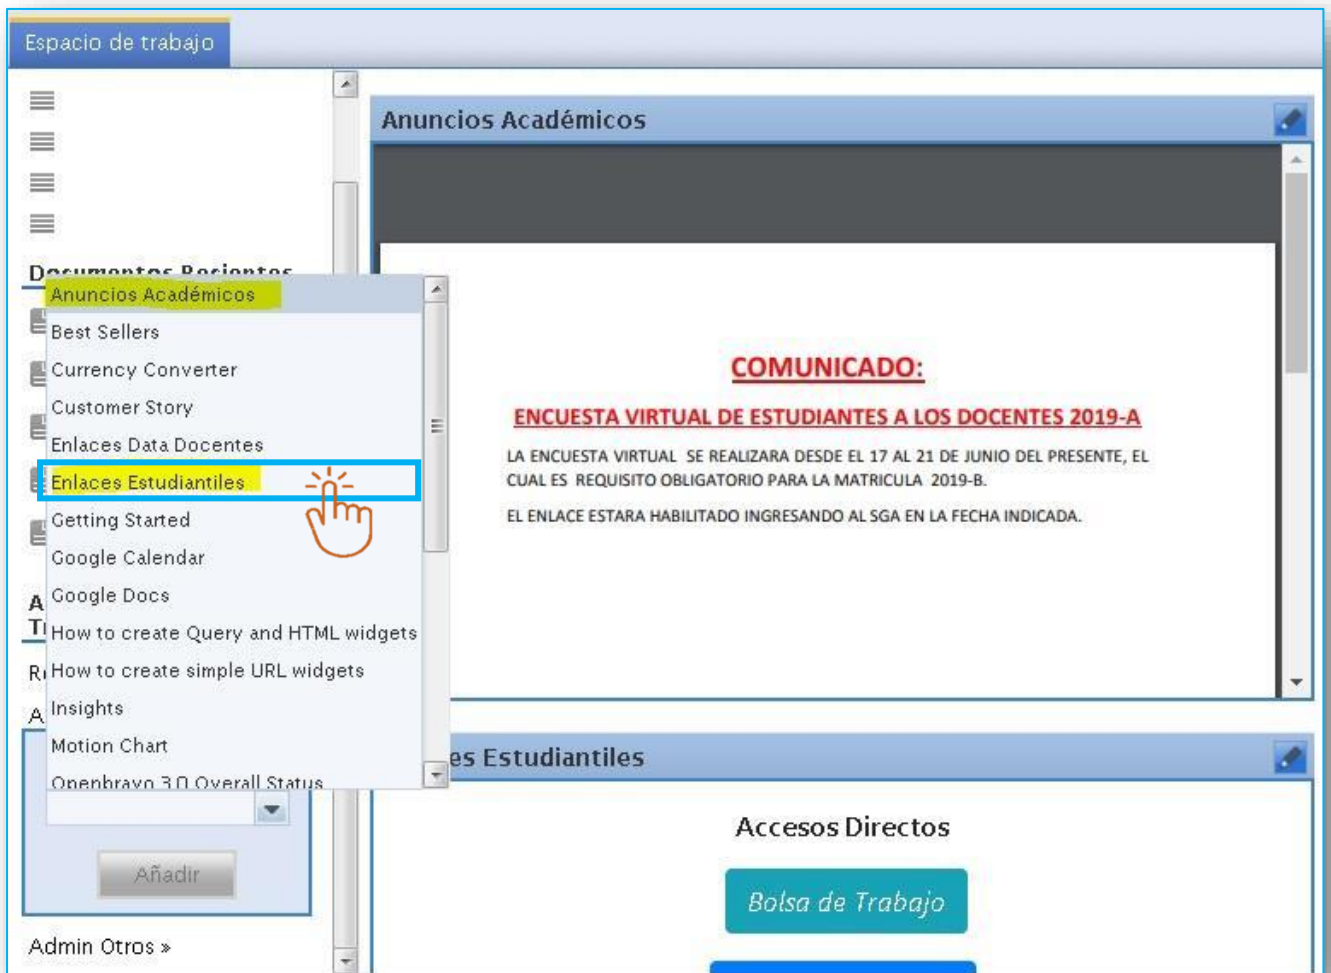 Espacio de trabajo
Anuncios Académicos
Documentos Recientes
Anuncios Académicos
Best Sellers
Currency Converter
Customer Story
Enlaces Data Docentes
Enlaces Estudiantiles
Getting Started
Google Calendar
Google Docs
How to create Query and HTML widgets
How to create simple URL widgets
Insights
Motion Chart
Openbravo 3.0 Overall Status
Añadir
Admin Otros »
COMUNICADO:
ENCUESTA VIRTUAL DE ESTUDIANTES A LOS DOCENTES 2019-A
LA ENCUESTA VIRTUAL SE REALIZARA DESDE EL 17 AL 21 DE JUNIO DEL PRESENTE, EL
CUAL ES REQUISITO OBLIGATORIO PARA LA MATRICULA 2019-B.
EL ENLACE ESTARA HABILITADO INGRESANDO AL SGA EN LA FECHA INDICADA.
es Estudiantiles
Accesos Directos
Bolsa de Trabajo